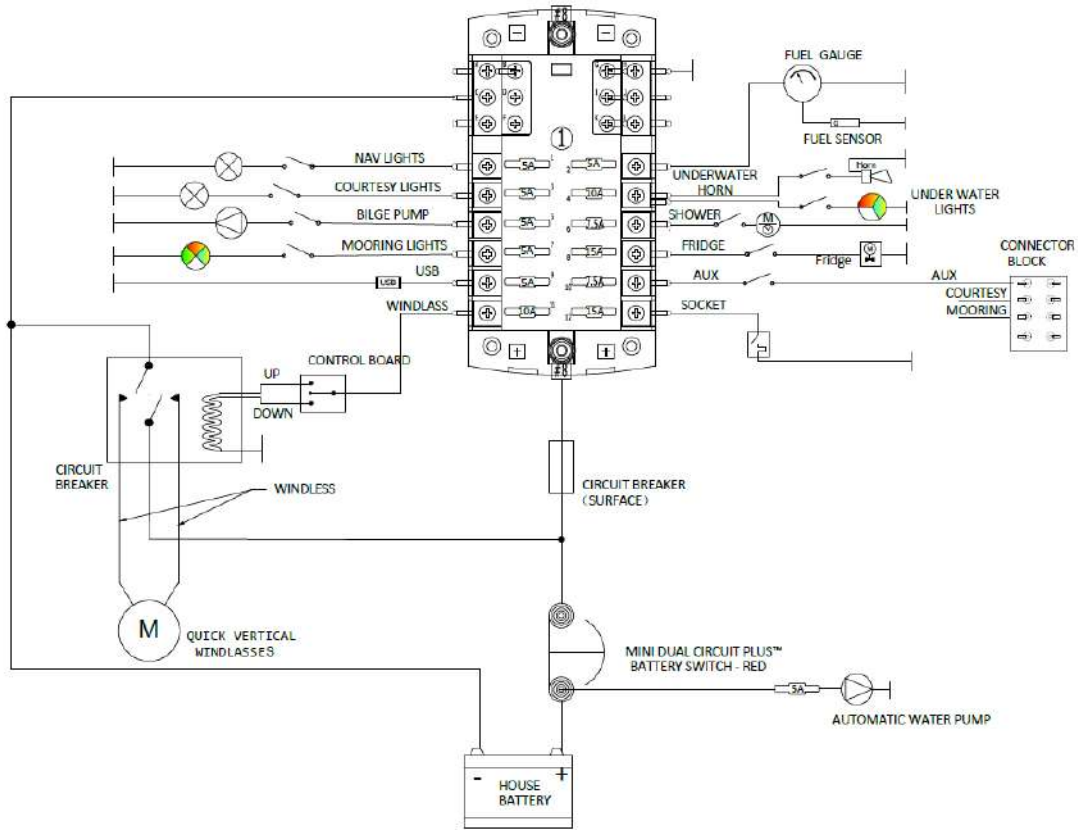 #8
FUEL GAUGE
FUEL SENSOR
1
NAV LIGHTS
5A
5A
UNDERWATER
HORN
Horn
COURTESY LIGHTS
5A
10A
UNDER WATER
LIGHTS
BILGE PUMP
5A
7.5A
SHOWER
M
MOORING LIGHTS
5A
15A
FRIDGE
Fridge
M
CONNECTOR
BLOCK
USB
USB
5A
7.5A
AUX
AUX
COURTESY
MOORING
WINDLASS
10A
15A
SOCKET
#8
CONTROL BOARD
UP
DOWN
CIRCUIT
BREAKER
WINDLESS
CIRCUIT BREAKER
(SURFACE)
M
QUICK VERTICAL
WINDLASSES
MINI DUAL CIRCUIT PLUS™
BATTERY SWITCH - RED
5A
AUTOMATIC WATER PUMP
- +
HOUSE
BATTERY